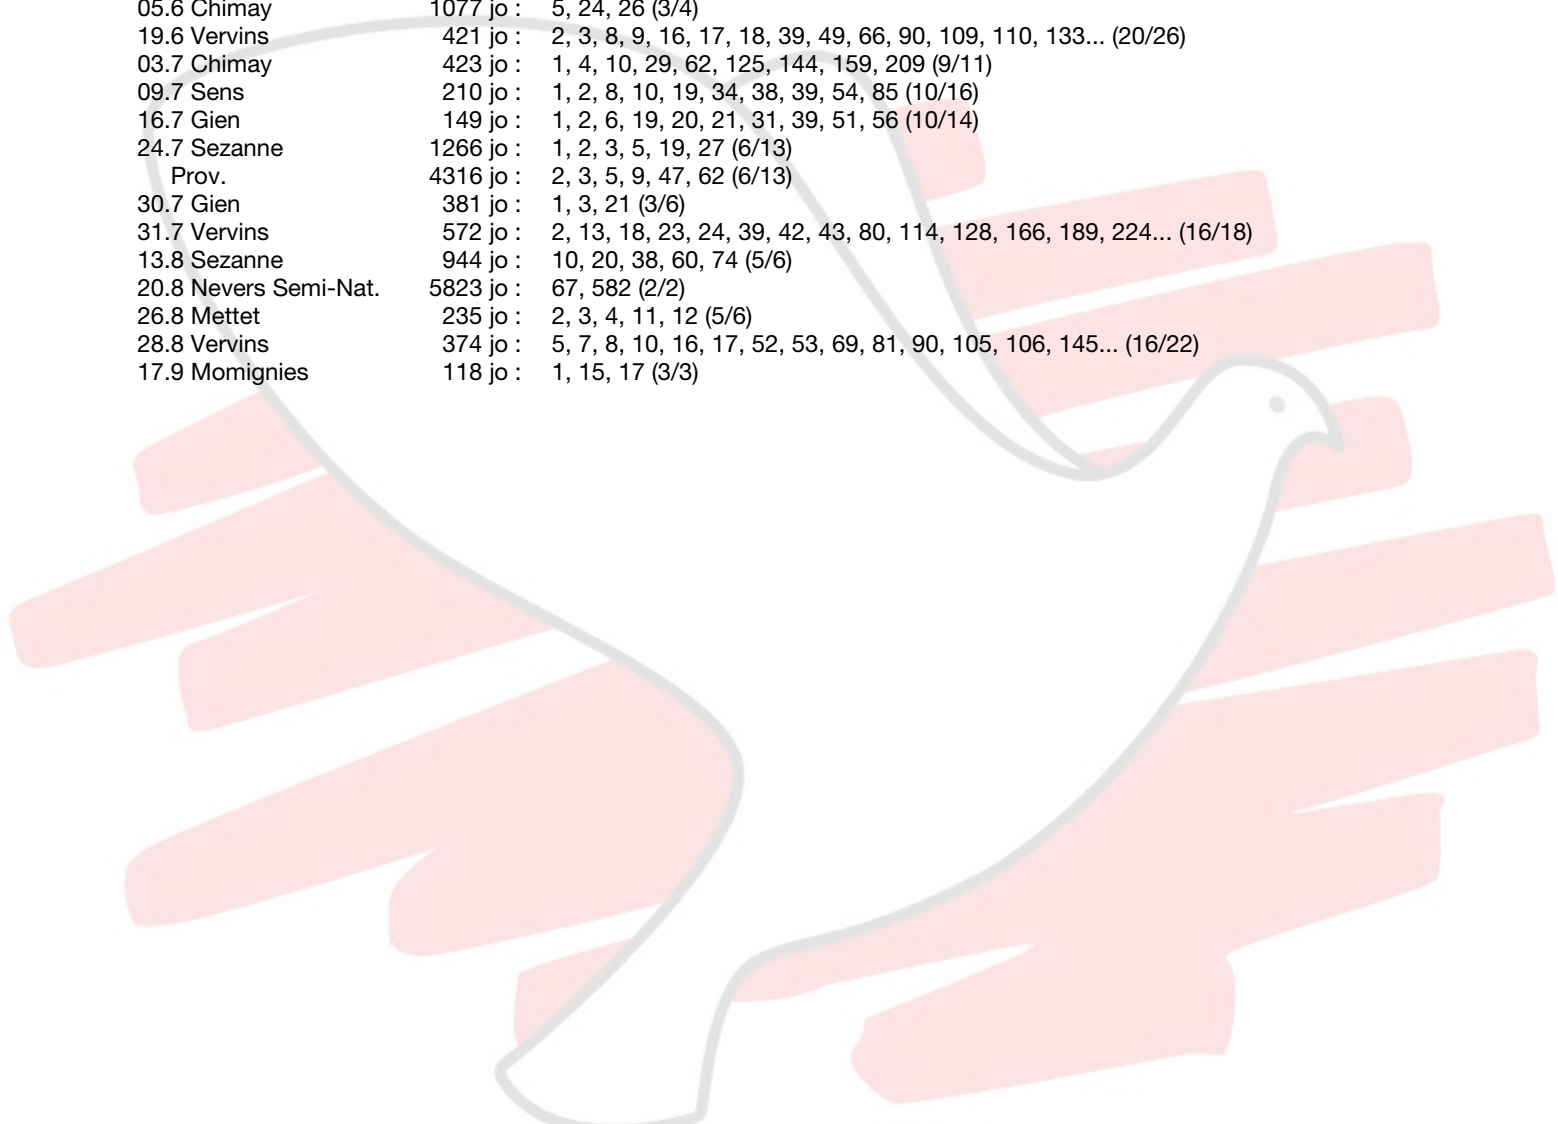 05.6 Chimay 1077 jo : 5, 24, 26 (3/4)
19.6 Vervins 421 jo : 2, 3, 8, 9, 16, 17, 18, 39, 49, 66, 90, 109, 110, 133... (20/26)
03.7 Chimay 423 jo : 1, 4, 10, 29, 62, 125, 144, 159, 209 (9/11)
09.7 Sens 210 jo : 1, 2, 8, 10, 19, 34, 38, 39, 54, 85 (10/16)
16.7 Gien 149 jo : 1, 2, 6, 19, 20, 21, 31, 39, 51, 56 (10/14)
24.7 Sezanne 1266 jo : 1, 2, 3, 5, 19, 27 (6/13)
Prov. 4316 jo : 2, 3, 5, 9, 47, 62 (6/13)
30.7 Gien 381 jo : 1, 3, 21 (3/6)
31.7 Vervins 572 jo : 2, 13, 18, 23, 24, 39, 42, 43, 80, 114, 128, 166, 189, 224... (16/18)
13.8 Sezanne 944 jo : 10, 20, 38, 60, 74 (5/6)
20.8 Nevers Semi-Nat. 5823 jo : 67, 582 (2/2)
26.8 Mettet 235 jo : 2, 3, 4, 11, 12 (5/6)
28.8 Vervins 374 jo : 5, 7, 8, 10, 16, 17, 52, 53, 69, 81, 90, 105, 106, 145... (16/22)
17.9 Momignies 118 jo : 1, 15, 17 (3/3)